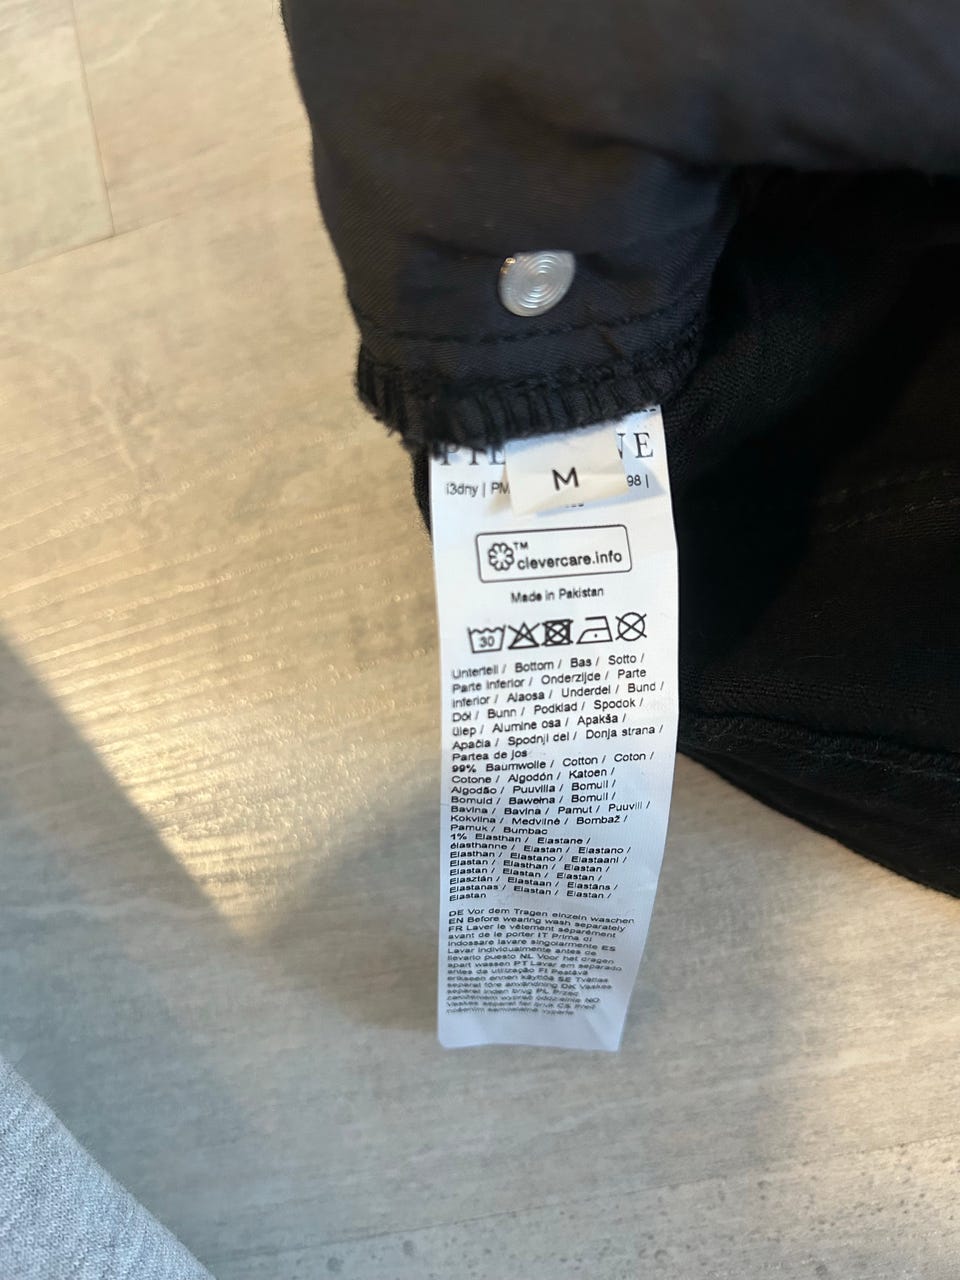 M
i3dny | PM
98 |
TM
clevercare.info
Made in Pakistan
30
Unterteil / Bottom / Bas / Sotto /
Parte Inferior / Onderzijde / Parte
Inferior / Alaosa / Underdel / Bund /
Dół / Bunn / Podklad / Spodok /
ülep / Alumine osa / Apakša /
Apačia / Spodnji del / Donja strana /
Partea de jos
99% Baumwolle / Cotton / Coton /
Cotone / Algodón / Katoen /
Algodão / Puuvilla / Bomull /
Bomuld / Bawełna / Bomull /
Bavlna / Bavlna / Pamut / Puuvill /
Kokvilna / Medvilnė / Bombaž /
Pamuk / Bumbac
1% Elasthan / Elastane /
élasthanne / Elastan / Elastano /
Elasthan / Elastano / Elastaani /
Elastan / Elasthan / Elastan /
Elastan / Elastan / Elastan /
Elasztán / Elastaan / Elastāns /
Elastanas / Elastan / Elastan /
Elastan
DE Vor dem Tragen einzeln waschen
EN Before wearing wash separately
FR Laver le vêtement séparément
avant de le porter IT Prima di
indossare lavare singolarmente ES
Lavar individualmente antes de
llevarlo puesto NL Voor het dragen
apart wassen PT Lavar em separado
antes da utilização FI Pestävä
erikseen ennen käyttöä SE Tvättas
separat före användning DK Vaskes
separat inden brug PL Przed